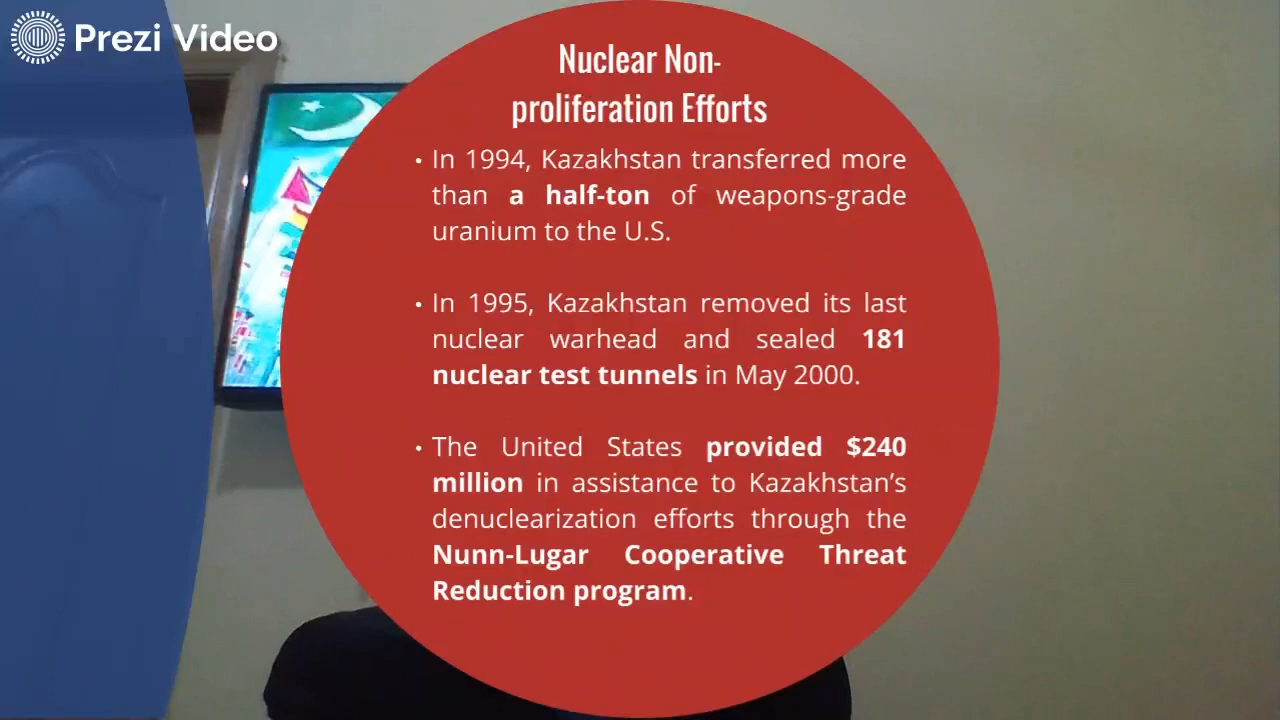 Prezi Video
Nuclear Non-
proliferation Efforts
• In 1994, Kazakhstan transferred more
than a half-ton of weapons-grade
uranium to the U.S.
• In 1995, Kazakhstan removed its last
nuclear warhead and sealed 181
nuclear test tunnels in May 2000.
• The United States provided $240
million in assistance to Kazakhstan’s
denuclearization efforts through the
Nunn-Lugar Cooperative Threat
Reduction program.